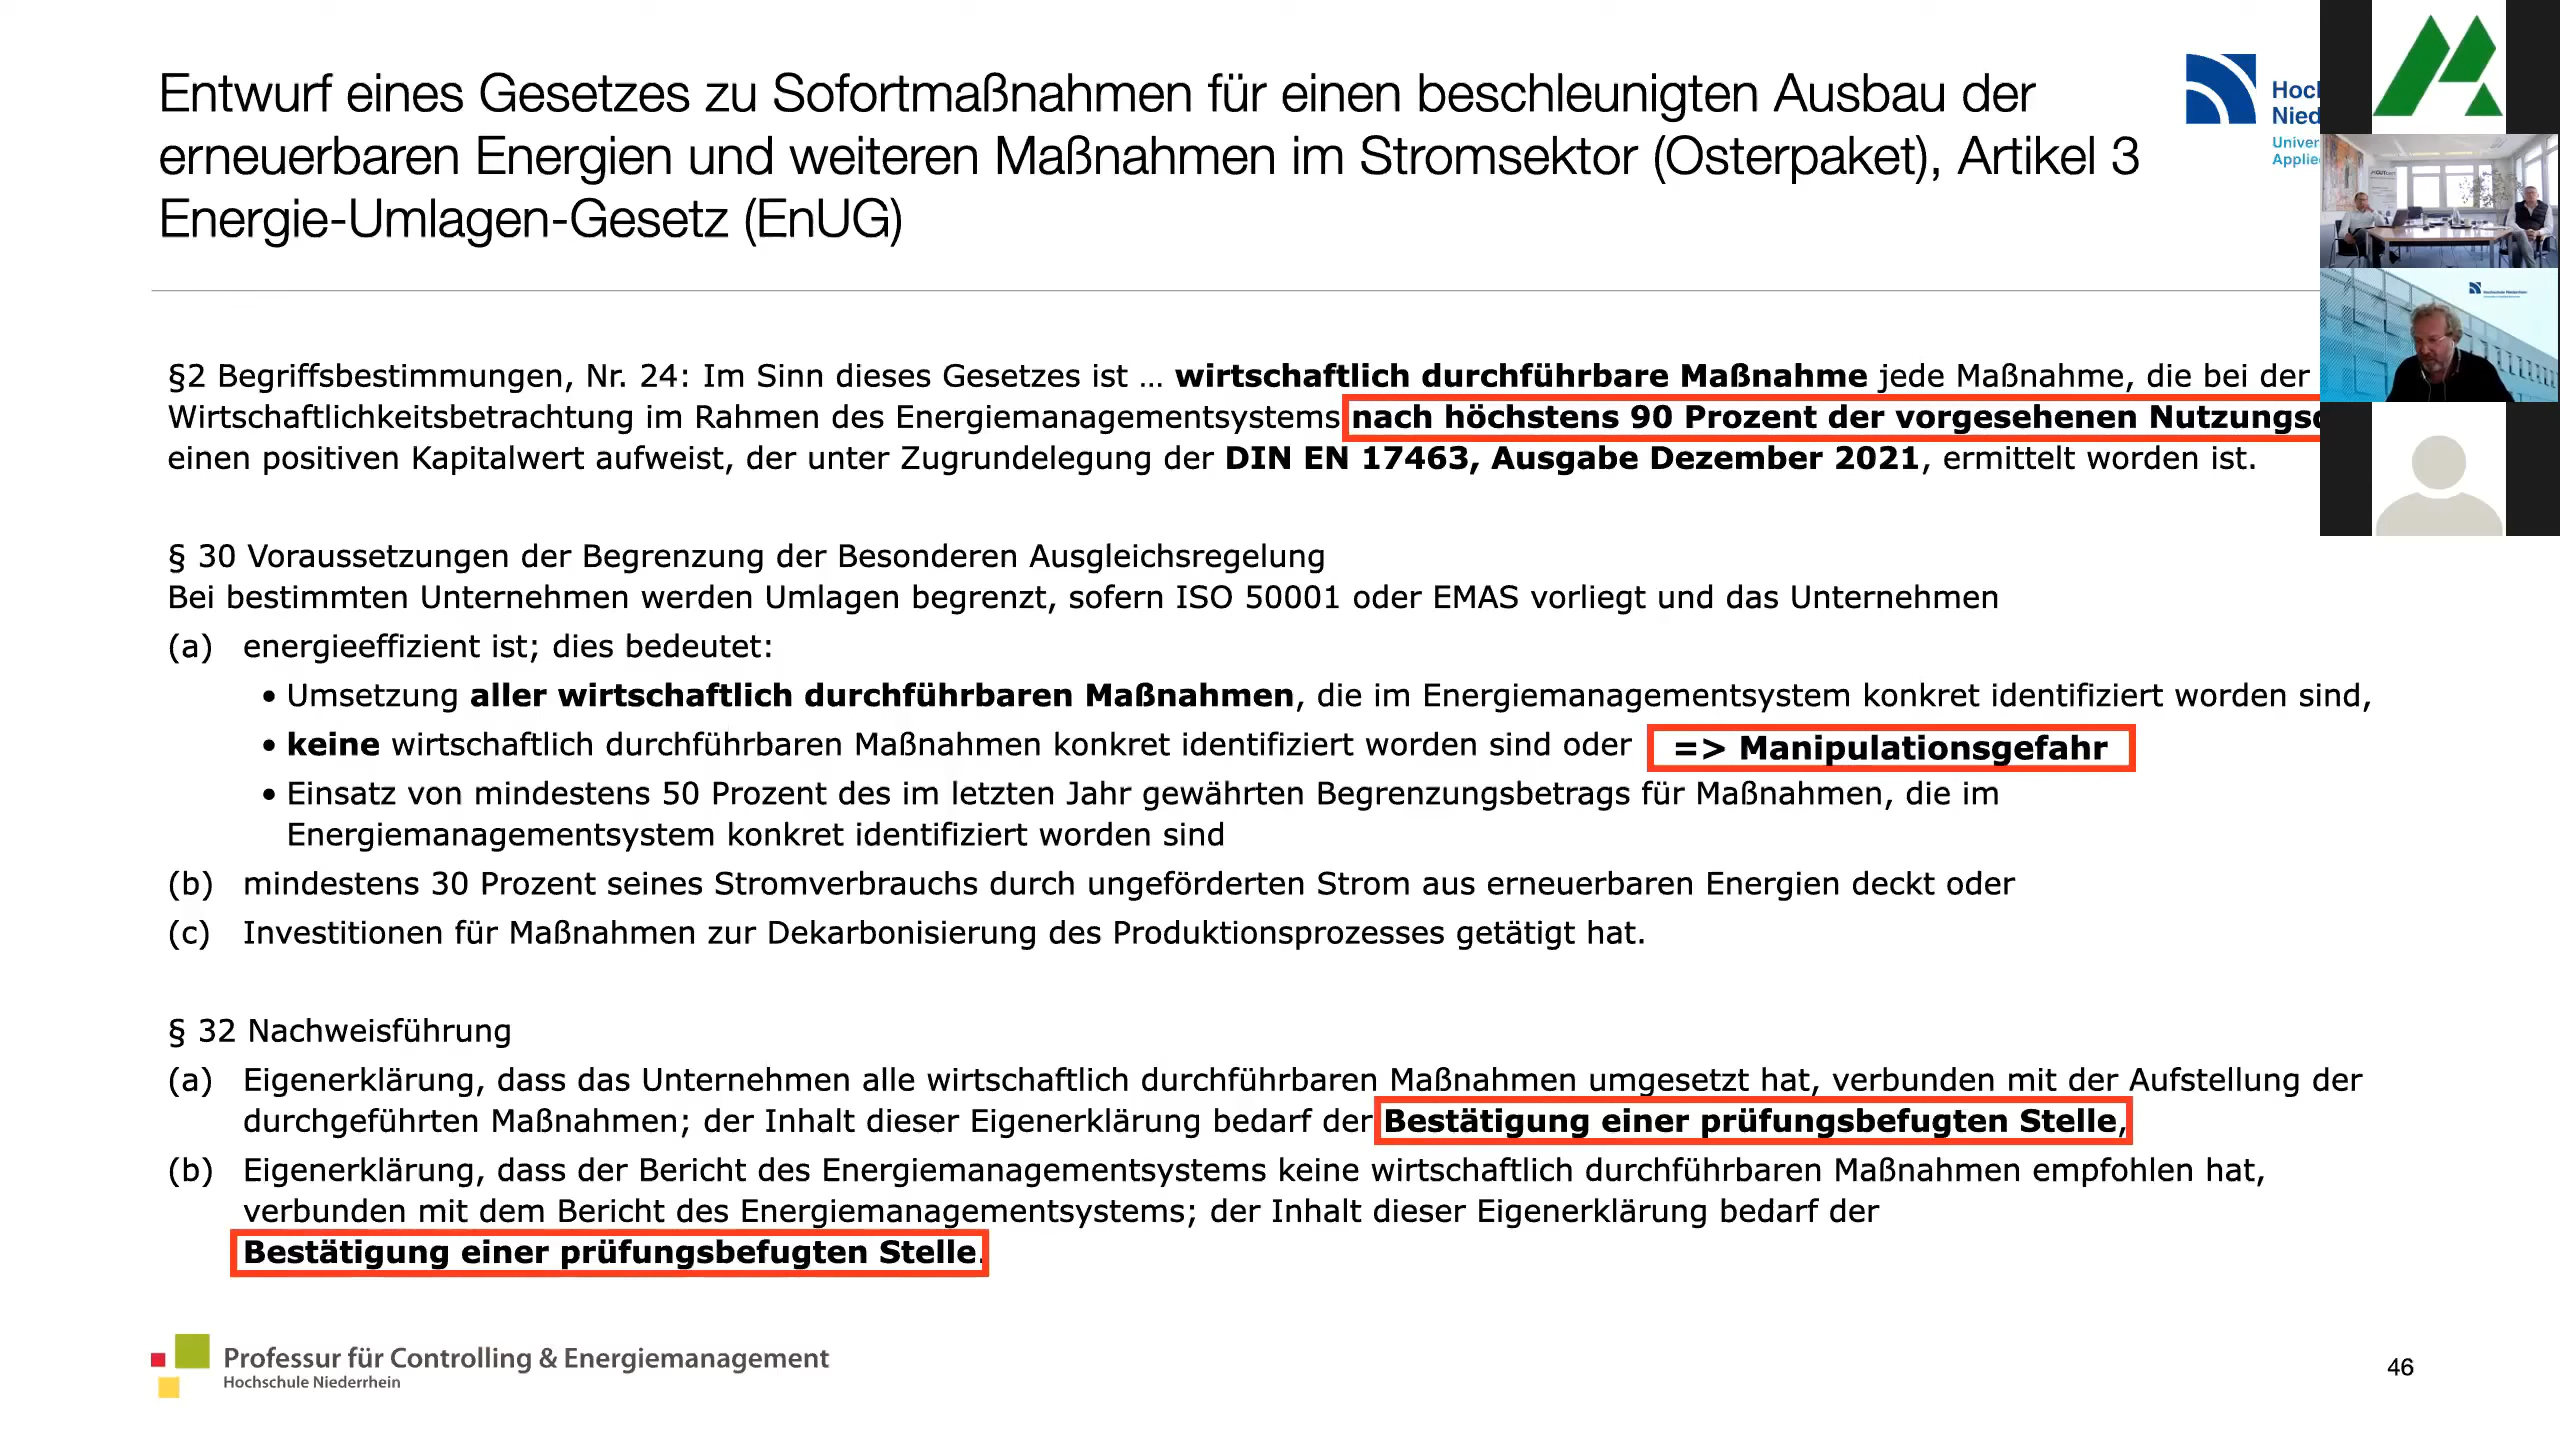 Entwurf eines Gesetzes zu Sofortmaßnahmen für einen beschleunigten Ausbau der
erneuerbaren Energien und weiteren Maßnahmen im Stromsektor (Osterpaket), Artikel 3
Energie-Umlagen-Gesetz (EnUG)
§2 Begriffsbestimmungen, Nr. 24: Im Sinn dieses Gesetzes ist … wirtschaftlich durchführbare Maßnahme jede Maßnahme, die bei der
Wirtschaftlichkeitsbetrachtung im Rahmen des Energiemanagementsystems nach höchstens 90 Prozent der vorgesehenen
einen positiven Kapitalwert aufweist, der unter Zugrundelegung der DIN EN 17463, Ausgabe Dezember 2021, ermittelt worden ist.
§ 30 Voraussetzungen der Begrenzung der Besonderen Ausgleichsregelung
Bei bestimmten Unternehmen werden Umlagen begrenzt, sofern ISO 50001 oder EMAS vorliegt und das Unternehmen
(a) energieeffizient ist; dies bedeutet:
• Umsetzung aller wirtschaftlich durchführbaren Maßnahmen, die im Energiemanagementsystem konkret identifiziert worden sind,
• keine wirtschaftlich durchführbaren Maßnahmen konkret identifiziert worden sind oder => Manipulationsgefahr
• Einsatz von mindestens 50 Prozent des im letzten Jahr gewährten Begrenzungsbetrags für Maßnahmen, die im
Energiemanagementsystem konkret identifiziert worden sind
(b) mindestens 30 Prozent seines Stromverbrauchs durch ungeförderten Strom aus erneuerbaren Energien deckt oder
(c) Investitionen für Maßnahmen zur Dekarbonisierung des Produktionsprozesses getätigt hat.
§ 32 Nachweisführung
(a) Eigenerklärung, dass das Unternehmen alle wirtschaftlich durchführbaren Maßnahmen umgesetzt hat, verbunden mit der Aufstellung der
durchgeführten Maßnahmen; der Inhalt dieser Eigenerklärung bedarf der Bestätigung einer prüfungsbefugten Stelle,
(b) Eigenerklärung, dass der Bericht des Energiemanagementsystems keine wirtschaftlich durchführbaren Maßnahmen empfohlen hat,
verbunden mit dem Bericht des Energiemanagementsystems; der Inhalt dieser Eigenerklärung bedarf der
Bestätigung einer prüfungsbefugten Stelle.
Professur für Controlling & Energiemanagement
Hochschule Niederrhein
46